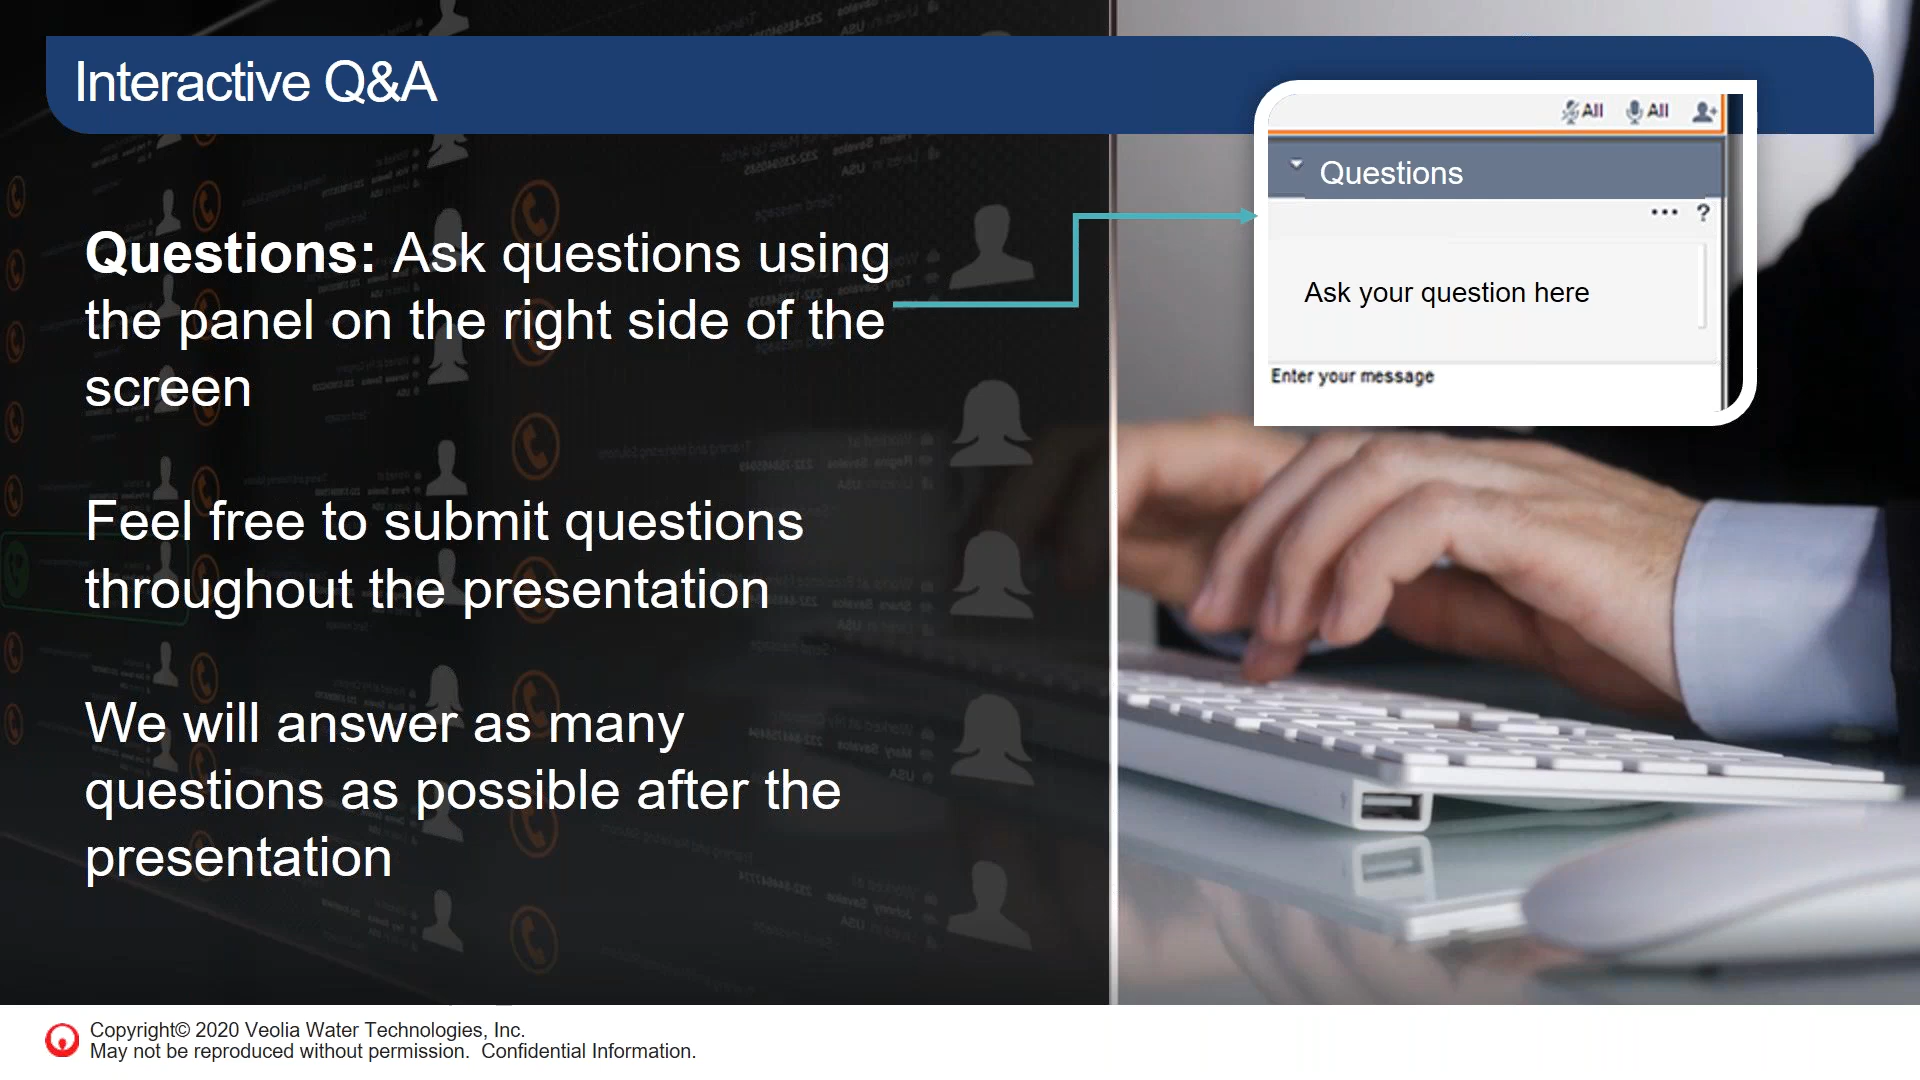 Interactive Q&A
All All
Questions
? 
Ask your question here
Enter your message
Questions: Ask questions using
the panel on the right side of the
screen
Feel free to submit questions
throughout the presentation
We will answer as many
questions as possible after the
presentation
Copyright© 2020 Veolia Water Technologies, Inc.
May not be reproduced without permission. Confidential Information.